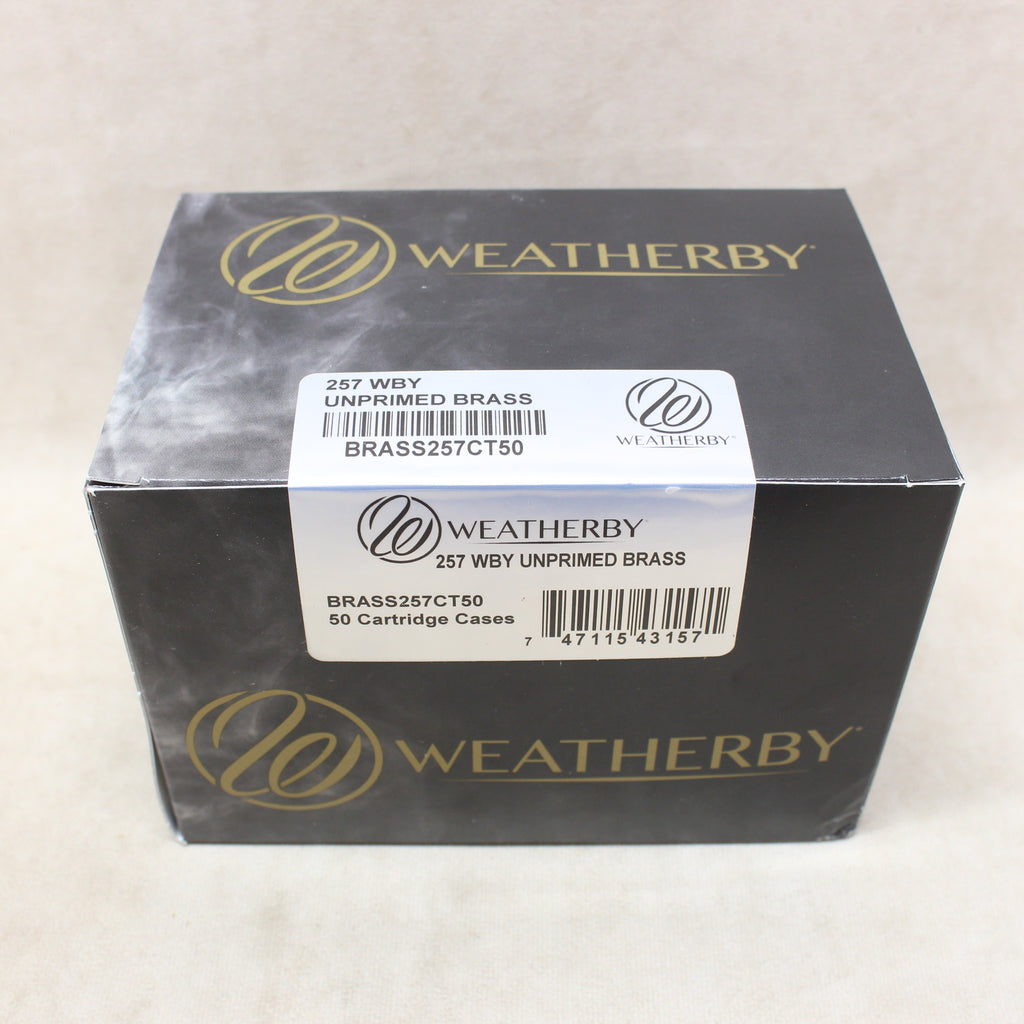 WEATHERBY
257 WBY
UNPRIMED BRASS
BRASS257CT50
WEATHERBY
WEATHERBY
257 WBY UNPRIMED BRASS
BRASS257CT50
50 Cartridge Cases
7 47115 43157
WEATHERBY